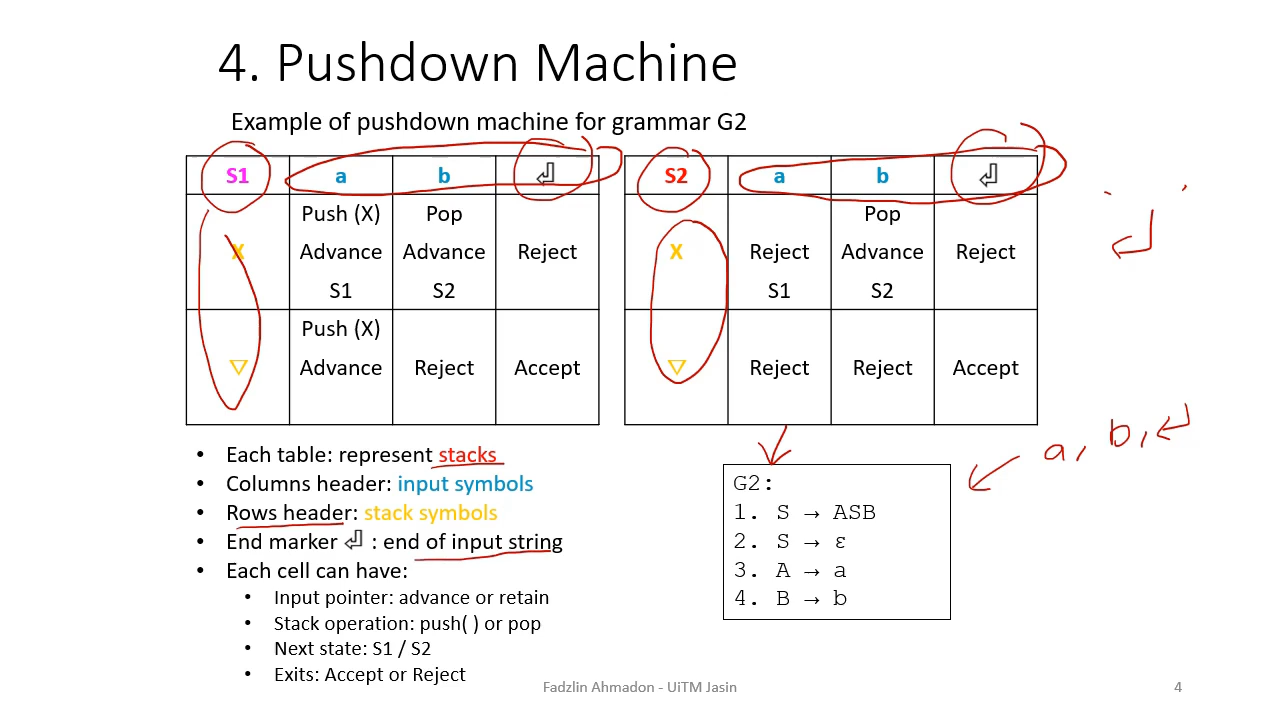 4. Pushdown Machine
Example of pushdown machine for grammar G2
S1 a b ⏎
X Push (X) Advance S1 Pop Advance S2 Reject
▽ Push (X) Advance Reject Accept
S2 a b ⏎
X Reject S1 Pop Advance S2 Reject
▽ Reject Reject Accept
• Each table: represent stacks
• Columns header: input symbols
• Rows header: stack symbols
• End marker ⏎ : end of input string
• Each cell can have:
• Input pointer: advance or retain
• Stack operation: push( ) or pop
• Next state: S1 / S2
• Exits: Accept or Reject
G2:
1. S → ASB
2. S → ε
3. A → a
4. B → b
↵
a, b, ↵
Fadzlin Ahmadon - UiTM Jasin
4